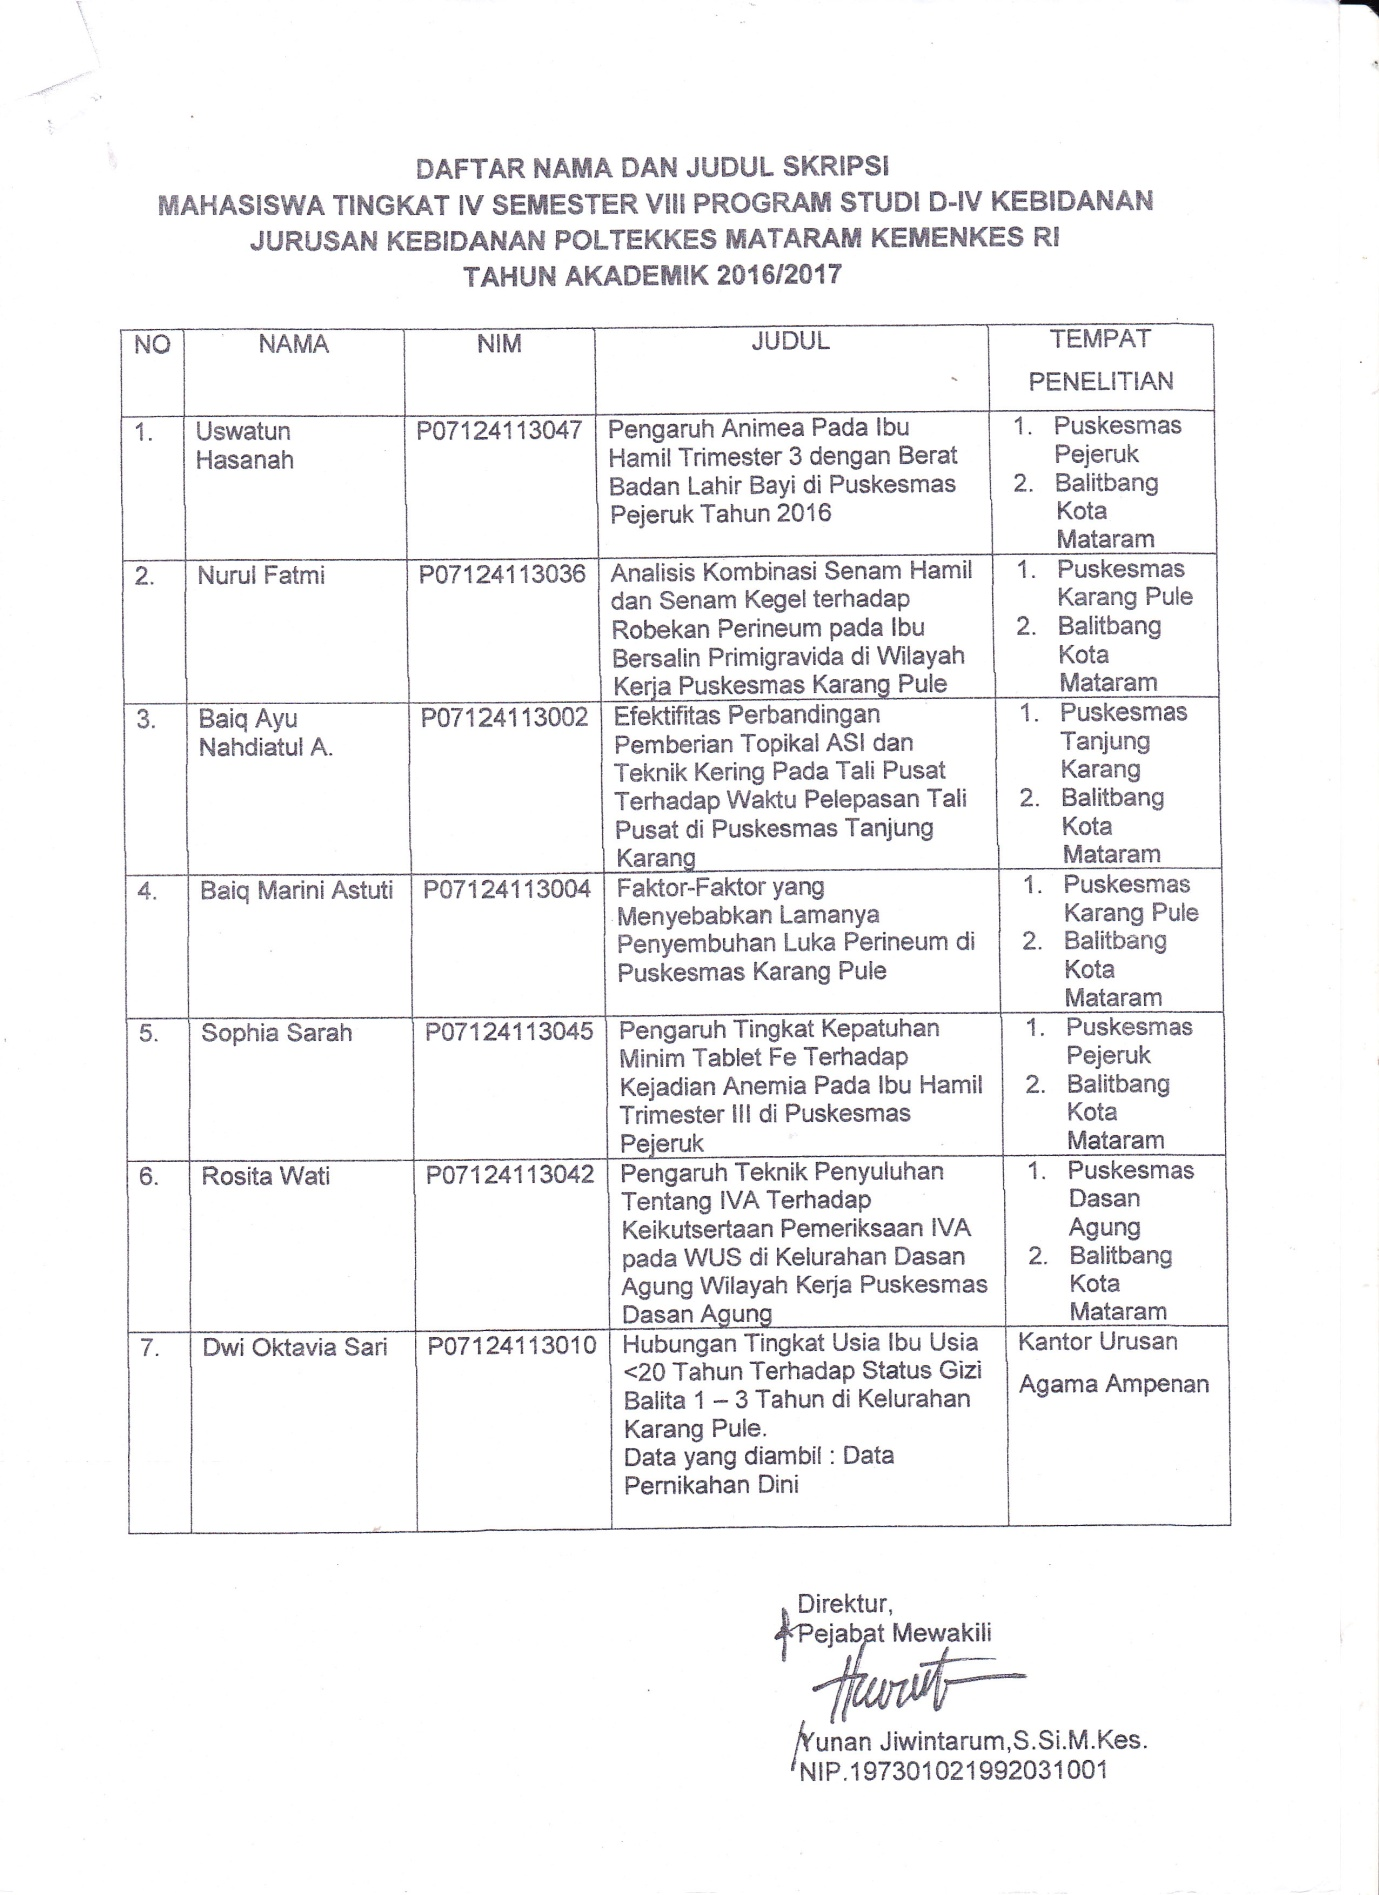 DAFTAR NAMA DAN JUDUL SKRIPSI
MAHASISWA TINGKAT IV SEMESTER VIII PROGRAM STUDI D-IV KEBIDANAN
JURUSAN KEBIDANAN POLTEKKES MATARAM KEMENKES RI
TAHUN AKADEMIK 2016/2017
NO NAMA NIM JUDUL TEMPAT
PENELITIAN
1. Uswatun P07124113047 Pengaruh Animea Pada Ibu 1. Puskesmas
Hasanah Hamil Trimester 3 dengan Berat Pejeruk
Badan Lahir Bayi di Puskesmas 2. Balitbang
Pejeruk Tahun 2016 Kota
Mataram
2. Nurul Fatmi P07124113036 Analisis Kombinasi Senam Hamil 1. Puskesmas
dan Senam Kegel terhadap Karang Pule
Robekan Perineum pada Ibu 2. Balitbang
Bersalin Primigravida di Wilayah Kota
Kerja Puskesmas Karang Pule Mataram
3. Baiq Ayu P07124113002 Efektifitas Perbandingan 1. Puskesmas
Nahdiatul A. Pemberian Topikal ASI dan Tanjung
Teknik Kering Pada Tali Pusat Karang
Terhadap Waktu Pelepasan Tali 2. Balitbang
Pusat di Puskesmas Tanjung Kota
Karang Mataram
4. Baiq Marini Astuti P07124113004 Faktor-Faktor yang 1. Puskesmas
Menyebabkan Lamanya Karang Pule
Penyembuhan Luka Perineum di 2. Balitbang
Puskesmas Karang Pule Kota
Mataram
5. Sophia Sarah P07124113045 Pengaruh Tingkat Kepatuhan 1. Puskesmas
Minim Tablet Fe Terhadap Pejeruk
Kejadian Anemia Pada Ibu Hamil 2. Balitbang
Trimester III di Puskesmas Kota
Pejeruk Mataram
6. Rosita Wati P07124113042 Pengaruh Teknik Penyuluhan 1. Puskesmas
Tentang IVA Terhadap Dasan
Keikutsertaan Pemeriksaan IVA Agung
pada WUS di Kelurahan Dasan 2. Balitbang
Agung Wilayah Kerja Puskesmas Kota
Dasan Agung Mataram
7. Dwi Oktavia Sari P07124113010 Hubungan Tingkat Usia Ibu Usia Kantor Urusan
<20 Tahun Terhadap Status Gizi Agama Ampenan
Balita 1 – 3 Tahun di Kelurahan
Karang Pule.
Data yang diambil : Data
Pernikahan Dini
Direktur,
Pejabat Mewakili
Yunan Jiwintarum,S.Si.M.Kes.
NIP.197301021992031001